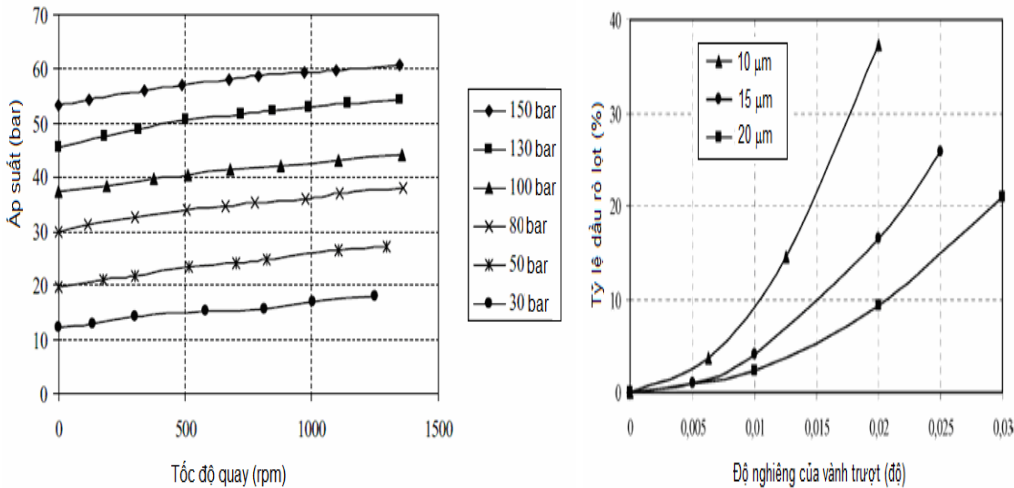 70
60
50
40
30
20
10
0
0
500
1000
1500
Áp suất (bar)
Tốc độ quay (rpm)
150 bar
130 bar
100 bar
80 bar
50 bar
30 bar
40
30
20
10
0
0
0,005
0,01
0,015
0,02
0,025
0,03
Tỷ lệ dầu rò lọt (%)
Độ nghiêng của vành trượt (độ)
10 µm
15 µm
20 µm